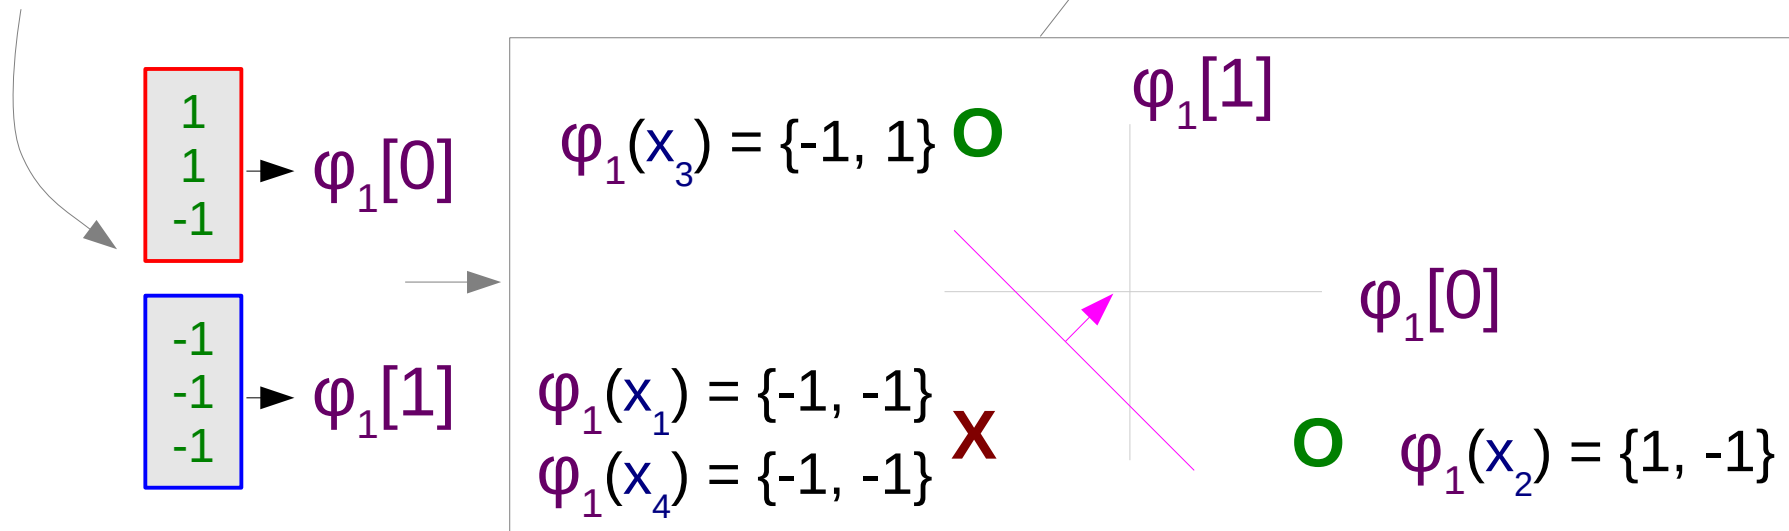 1
1
-1
φ₁[0]
-1
-1
-1
φ₁[1]
φ₁[1]
φ₁(x₃) = {-1, 1} O
φ₁[0]
φ₁(x₁) = {-1, -1}
φ₁(x₄) = {-1, -1}
X
O φ₁(x₂) = {1, -1}